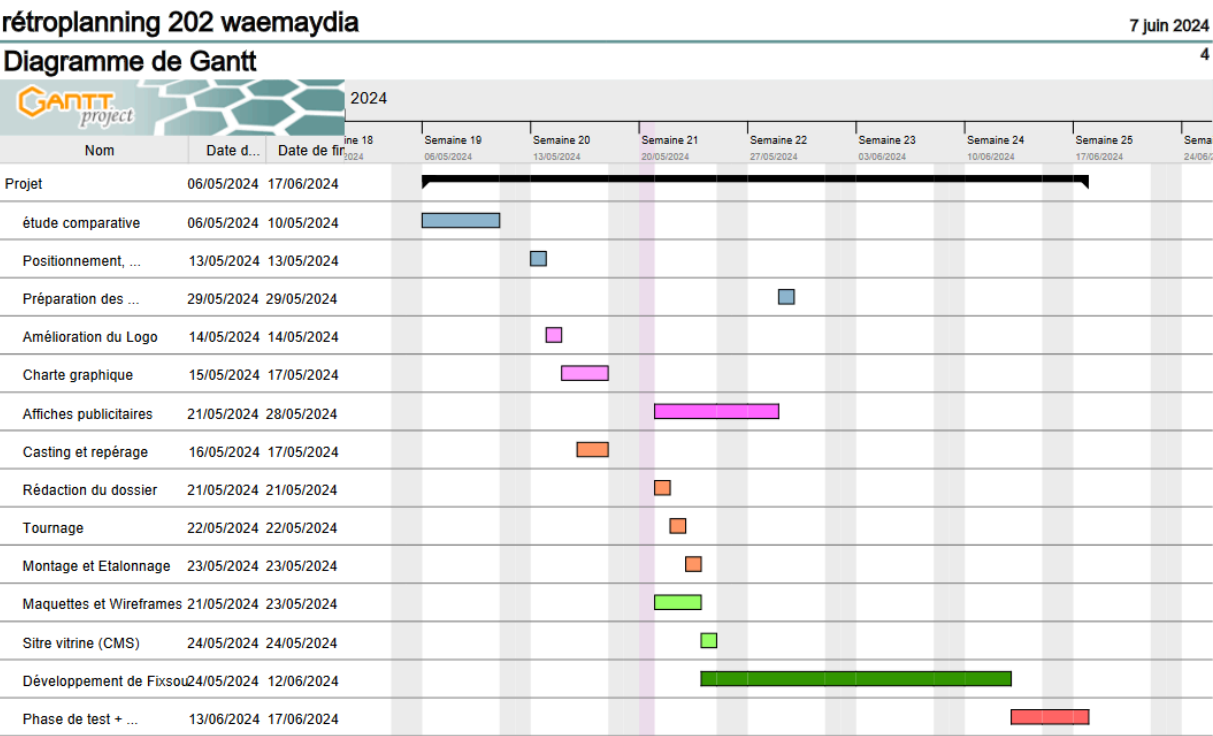 rétroplanning 202 waemaydia
7 juin 2024
Diagramme de Gantt
4
GANTT project
2024
Nom Date d... Date de fin
ine 18 Semaine 19 Semaine 20 Semaine 21 Semaine 22 Semaine 23 Semaine 24 Semaine 25 Sema
2024 06/05/2024 13/05/2024 20/05/2024 27/05/2024 03/06/2024 10/06/2024 17/06/2024 24/06/2
Projet 06/05/2024 17/06/2024
étude comparative 06/05/2024 10/05/2024
Positionnement, ... 13/05/2024 13/05/2024
Préparation des ... 29/05/2024 29/05/2024
Amélioration du Logo 14/05/2024 14/05/2024
Charte graphique 15/05/2024 17/05/2024
Affiches publicitaires 21/05/2024 28/05/2024
Casting et repérage 16/05/2024 17/05/2024
Rédaction du dossier 21/05/2024 21/05/2024
Tournage 22/05/2024 22/05/2024
Montage et Etalonnage 23/05/2024 23/05/2024
Maquettes et Wireframes 21/05/2024 23/05/2024
Sitre vitrine (CMS) 24/05/2024 24/05/2024
Développement de Fixsou 24/05/2024 12/06/2024
Phase de test + ... 13/06/2024 17/06/2024